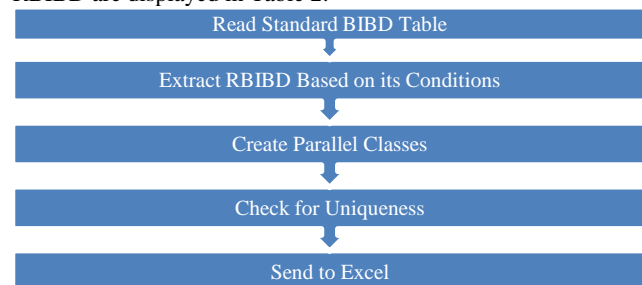 RBIBD are displayed in Table 2.
Read Standard BIBD Table
Extract RBIBD Based on its Conditions
Create Parallel Classes
Check for Uniqueness
Send to Excel